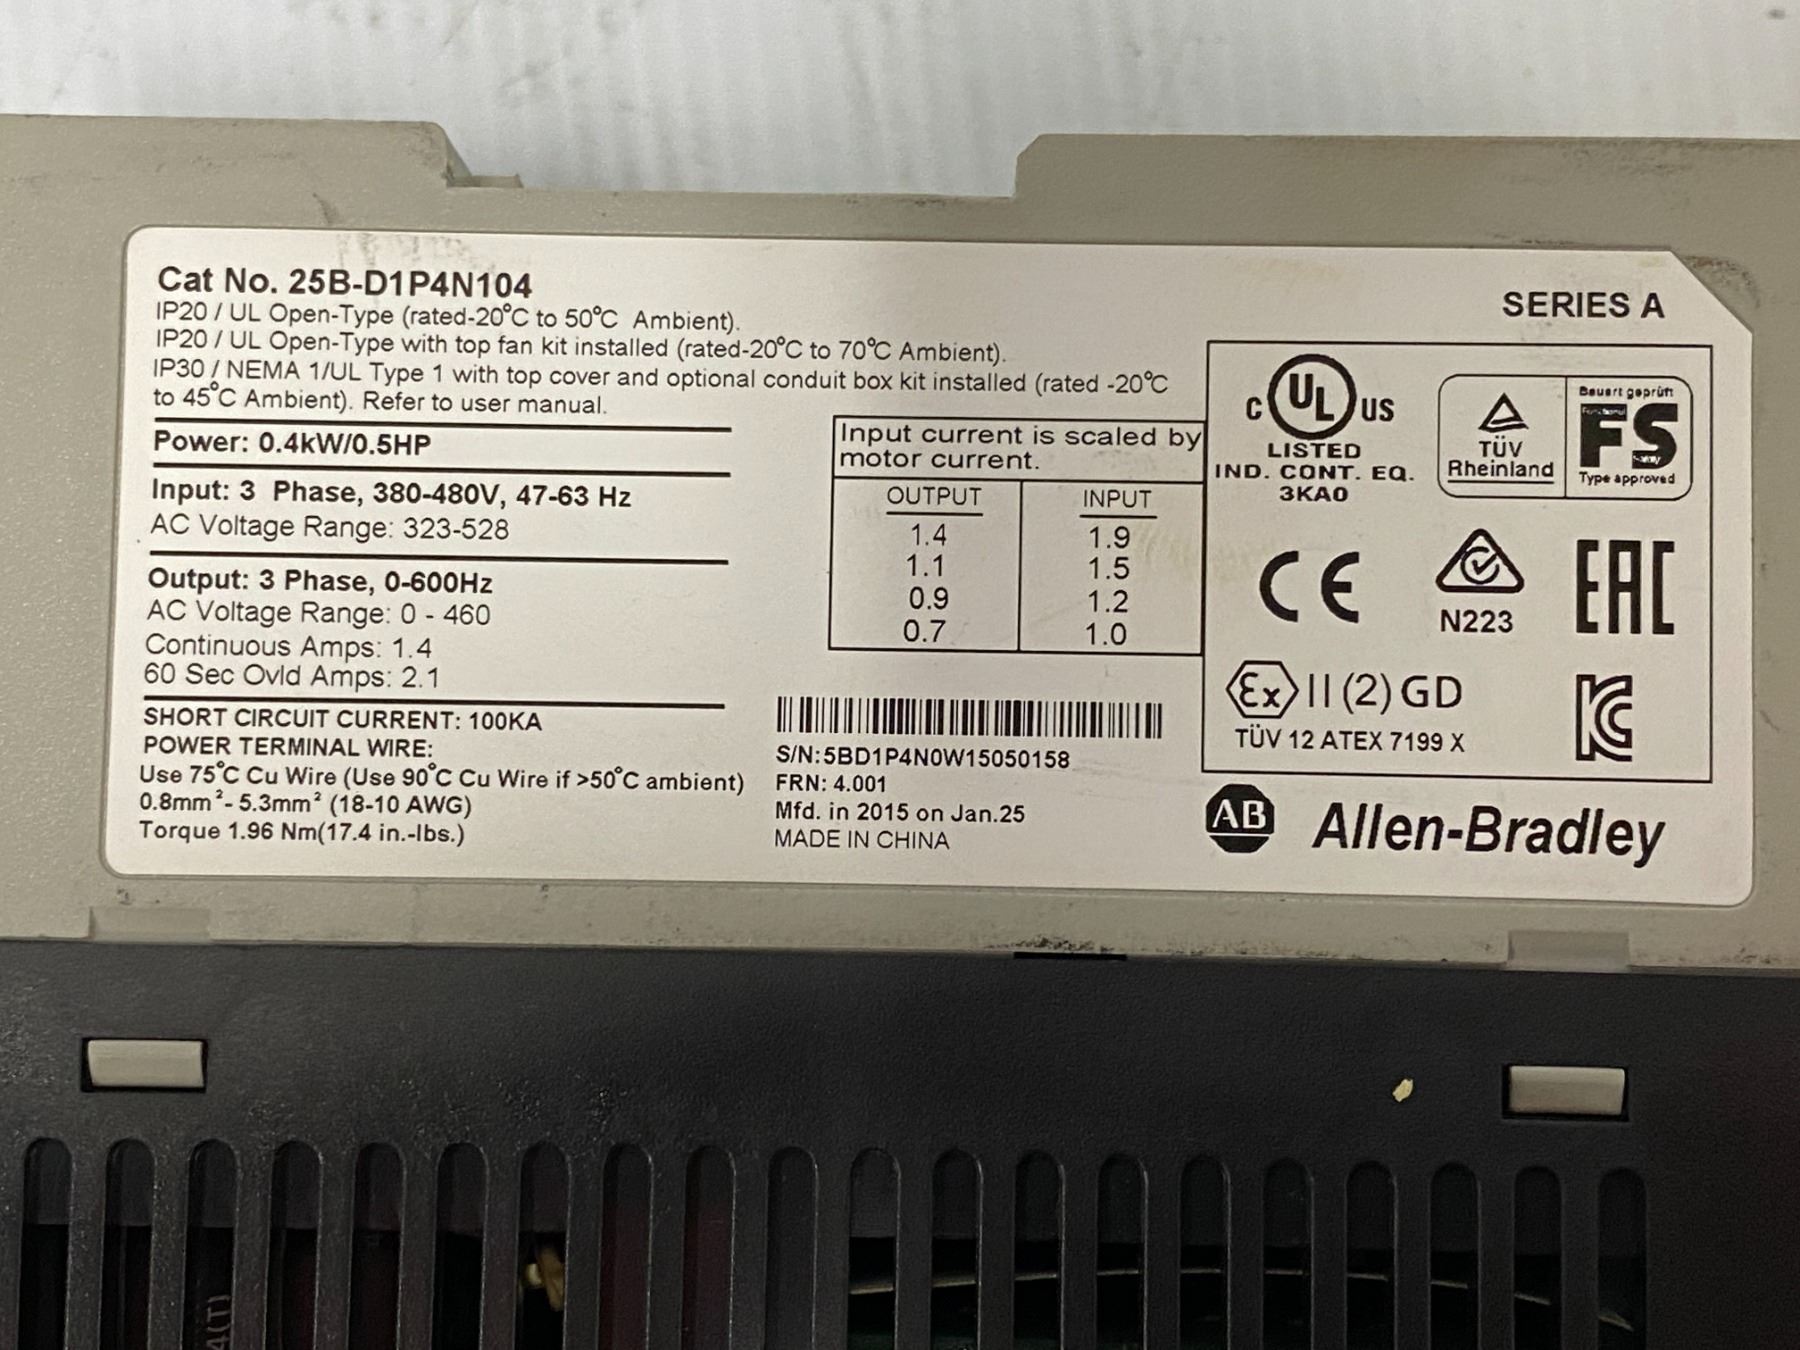 Cat No. 25B-D1P4N104
IP20 / UL Open-Type (rated-20°C to 50°C Ambient).
IP20 / UL Open-Type with top fan kit installed (rated-20°C to 70°C Ambient).
IP30 / NEMA 1/UL Type 1 with top cover and optional conduit box kit installed (rated -20°C
to 45°C Ambient). Refer to user manual.
Power: 0.4kW/0.5HP
Input: 3 Phase, 380-480V, 47-63 Hz
AC Voltage Range: 323-528
Output: 3 Phase, 0-600Hz
AC Voltage Range: 0 - 460
Continuous Amps: 1.4
60 Sec Ovld Amps: 2.1
SHORT CIRCUIT CURRENT: 100KA
POWER TERMINAL WIRE:
Use 75°C Cu Wire (Use 90°C Cu Wire if >50°C ambient)
0.8mm²- 5.3mm² (18-10 AWG)
Torque 1.96 Nm(17.4 in.-lbs.)
Input current is scaled by
motor current.
OUTPUT INPUT
1.4 1.9
1.1 1.5
0.9 1.2
0.7 1.0
S/N:5BD1P4N0W15050158
FRN: 4.001
Mfd. in 2015 on Jan.25
MADE IN CHINA
SERIES A
C UL US
LISTED
IND. CONT. EQ.
3KA0
TÜV
Rheinland
Bauart geprüft
Functional
FS
Safety
Type approved
CE
N223
EAC
Ex II (2) GD
TÜV 12 ATEX 7199 X
KC
AB Allen-Bradley
4(T)